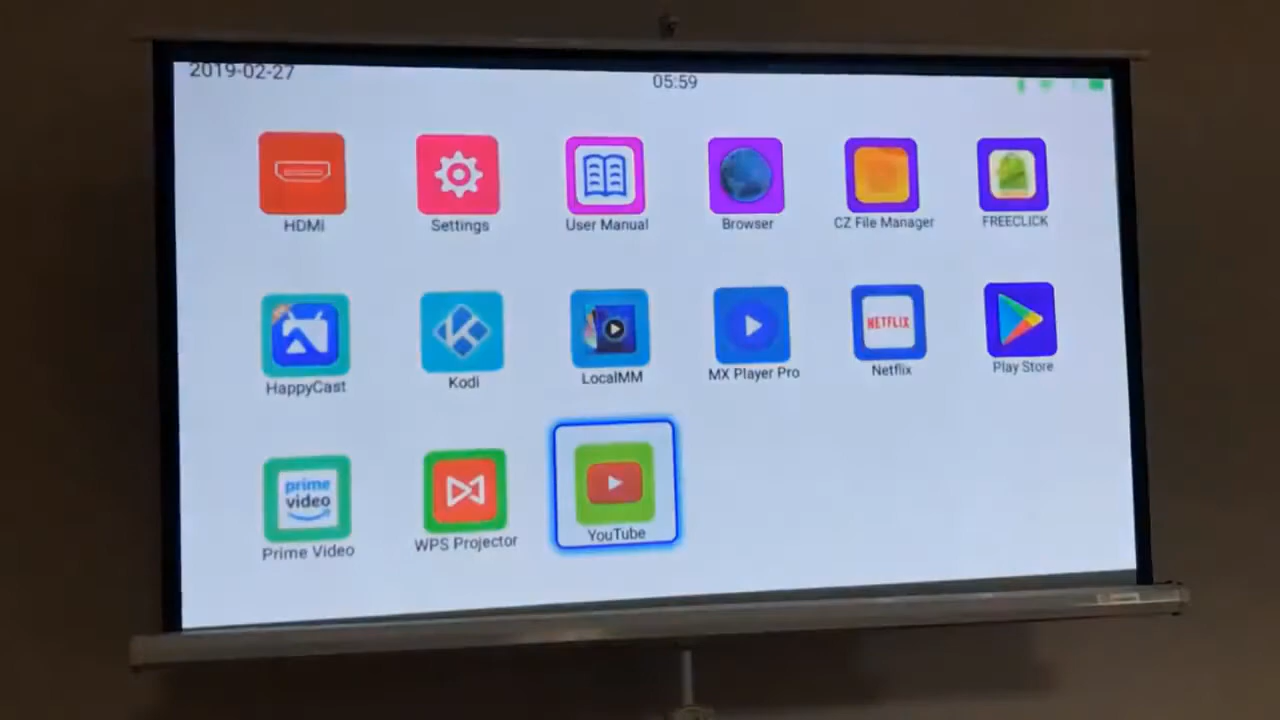 2019-02-27
05:59
HDMI
Settings
User Manual
Browser
CZ File Manager
FREECLICK
HappyCast
Kodi
LocalMM
MX Player Pro
NETFLIX
Netflix
Play Store
prime
video
Prime Video
WPS Projector
YouTube